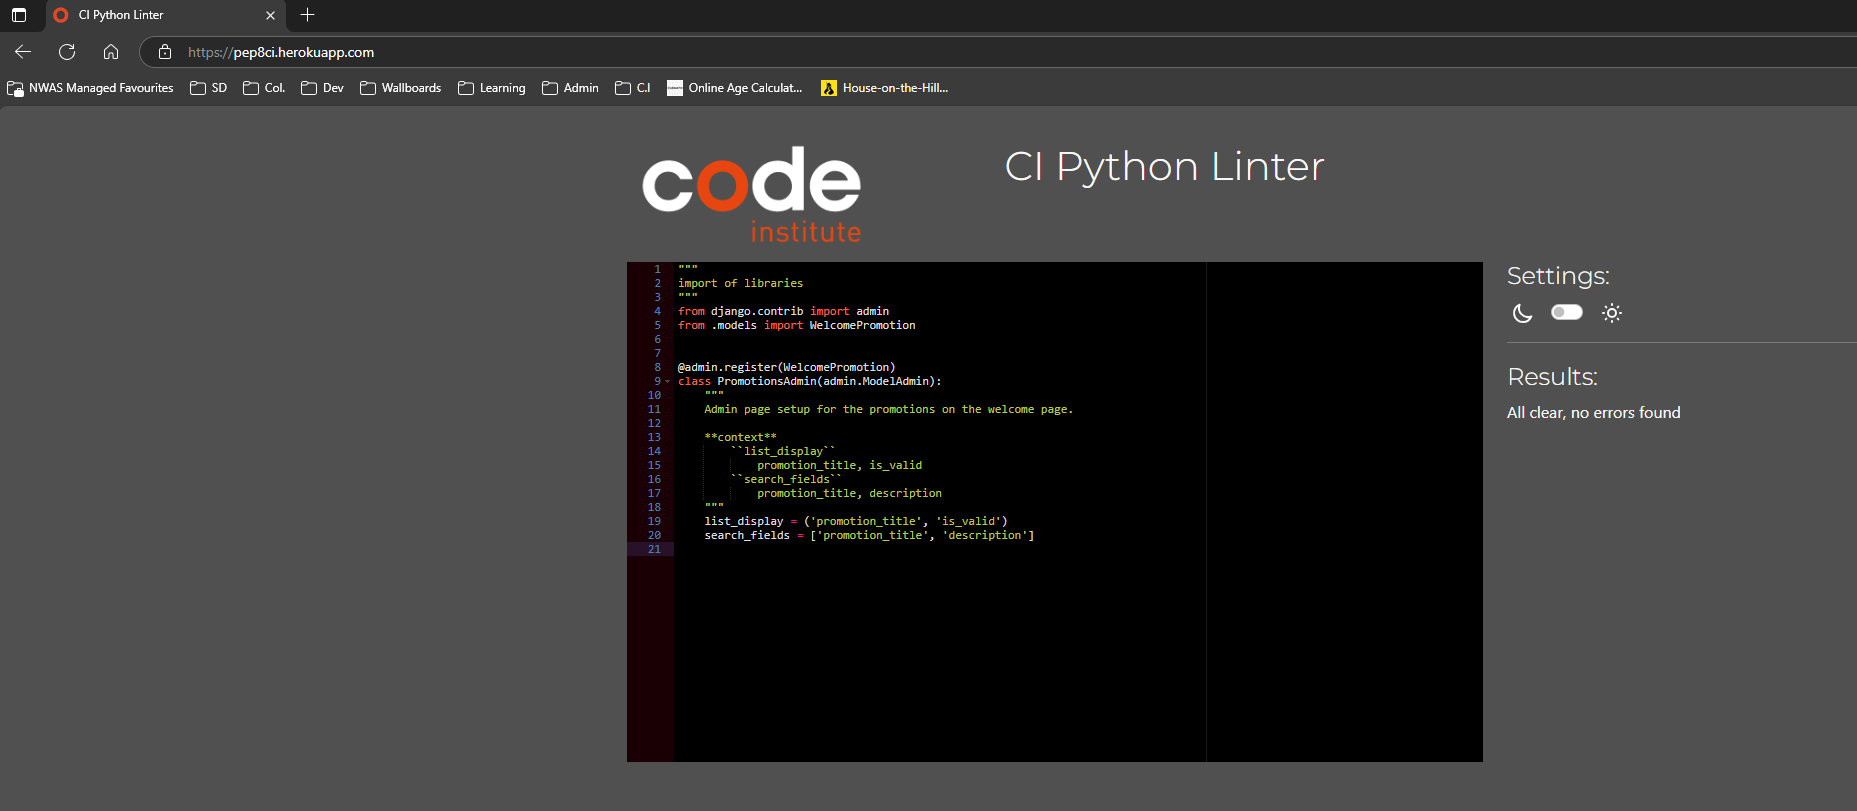 CI Python Linter
https://pep8ci.herokuapp.com
NWAS Managed Favourites SD Col. Dev Wallboards Learning Admin C.I Online Age Calculat... House-on-the-Hill...
code
institute
CI Python Linter
1 """
2 import of libraries
3 """
4 from django.contrib import admin
5 from .models import WelcomePromotion
6
7
8 @admin.register(WelcomePromotion)
9 class PromotionsAdmin(admin.ModelAdmin):
10     """
11     Admin page setup for the promotions on the welcome page.
12
13     **context**
14         ``list_display``
15             promotion_title, is_valid
16         ``search_fields``
17             promotion_title, description
18     """
19     list_display = ('promotion_title', 'is_valid')
20     search_fields = ['promotion_title', 'description']
21
Settings:
Results:
All clear, no errors found